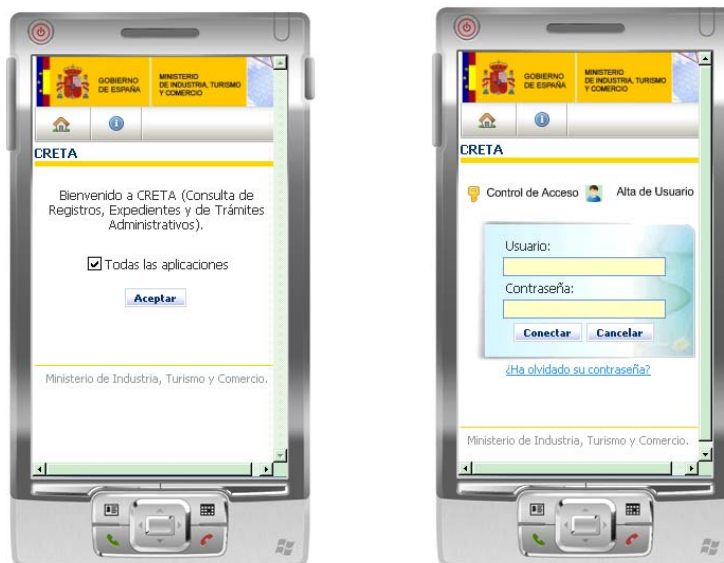 GOBIERNO
DE ESPAÑA
MINISTERIO
DE INDUSTRIA, TURISMO
Y COMERCIO
CRETA
Bienvenido a CRETA (Consulta de
Registros, Expedientes y de Trámites
Administrativos).
Todas las aplicaciones
Aceptar
Ministerio de Industria, Turismo y Comercio.
GOBIERNO
DE ESPAÑA
MINISTERIO
DE INDUSTRIA, TURISMO
Y COMERCIO
CRETA
Control de Acceso Alta de Usuario
Usuario:
Contraseña:
Conectar Cancelar
¿Ha olvidado su contraseña?
Ministerio de Industria, Turismo y Comercio.